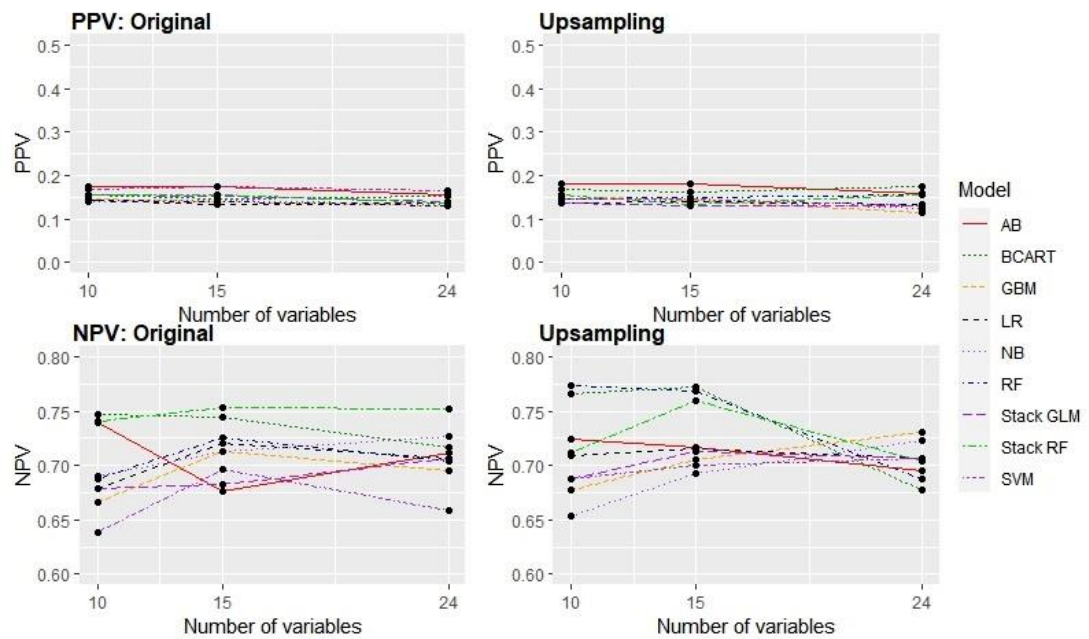 PPV: Original
0.5
0.4
0.3
0.2
0.1
0.0
PPV
10 15 24
Number of variables
Upsampling
0.5
0.4
0.3
0.2
0.1
0.0
PPV
10 15 24
Number of variables
NPV: Original
0.80
0.75
0.70
0.65
0.60
NPV
10 15 24
Number of variables
Upsampling
0.80
0.75
0.70
0.65
0.60
NPV
10 15 24
Number of variables
Model
AB
BCART
GBM
LR
NB
RF
Stack GLM
Stack RF
SVM